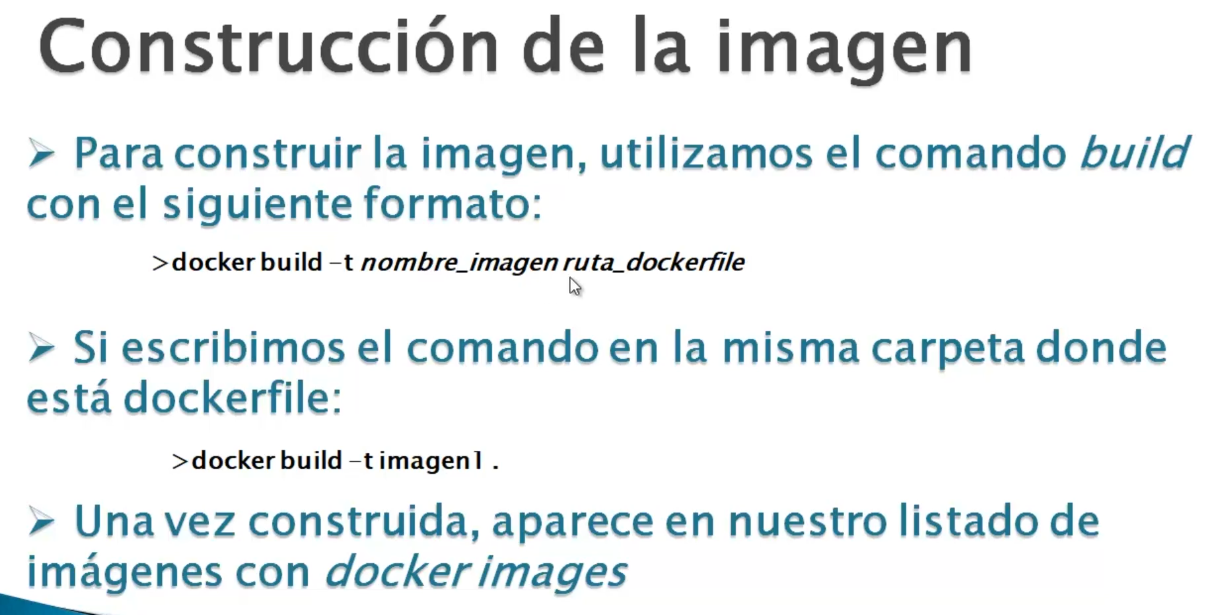 Construcción de la imagen
➢ Para construir la imagen, utilizamos el comando build
con el siguiente formato:
>docker build –t nombre_imagen ruta_dockerfile
➢ Si escribimos el comando en la misma carpeta donde
está dockerfile:
>docker build –t imagen1 .
➢ Una vez construida, aparece en nuestro listado de
imágenes con docker images